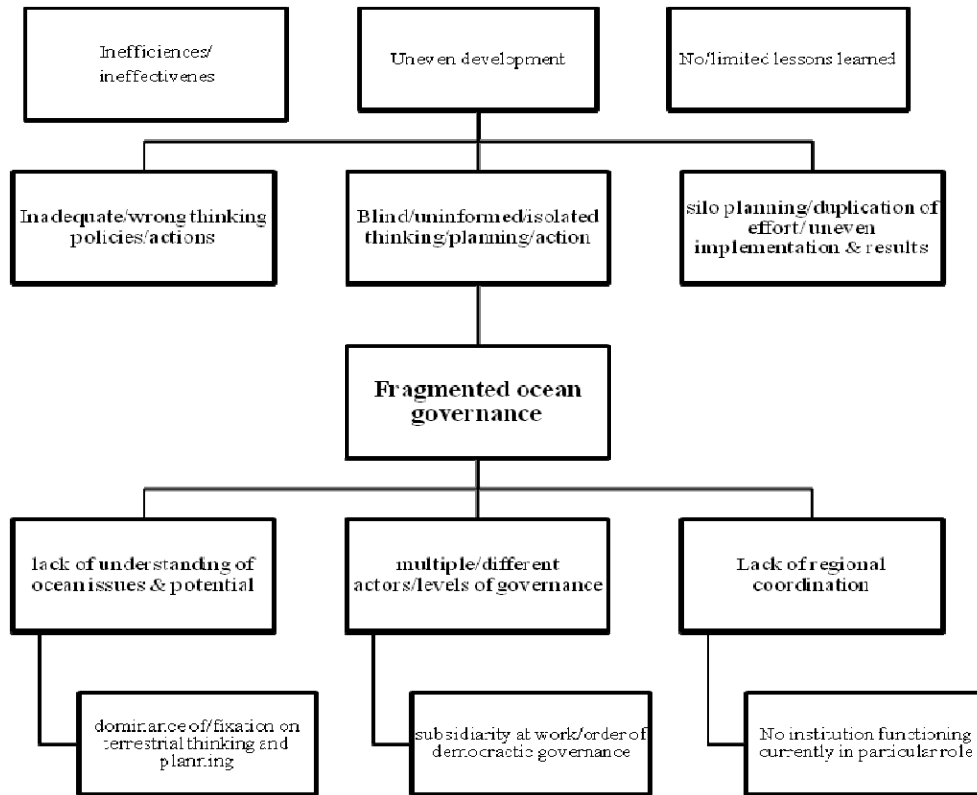 Inefficiences/
ineffectivenes
Uneven development
No/limited lessons learned
Inadequate/wrong thinking
policies/actions
Blind/uninformed/isolated
thinking/planning/action
silo planning/duplication of
effort/ uneven
implementation & results
Fragmented ocean
governance
lack of understanding of
ocean issues & potential
multiple/different
actors/levels of governance
Lack of regional
coordination
dominance of/fixation on
terrestrial thinking and
planning
subsidiarity at work/order of
democractic governance
No institution functioning
currently in particular role